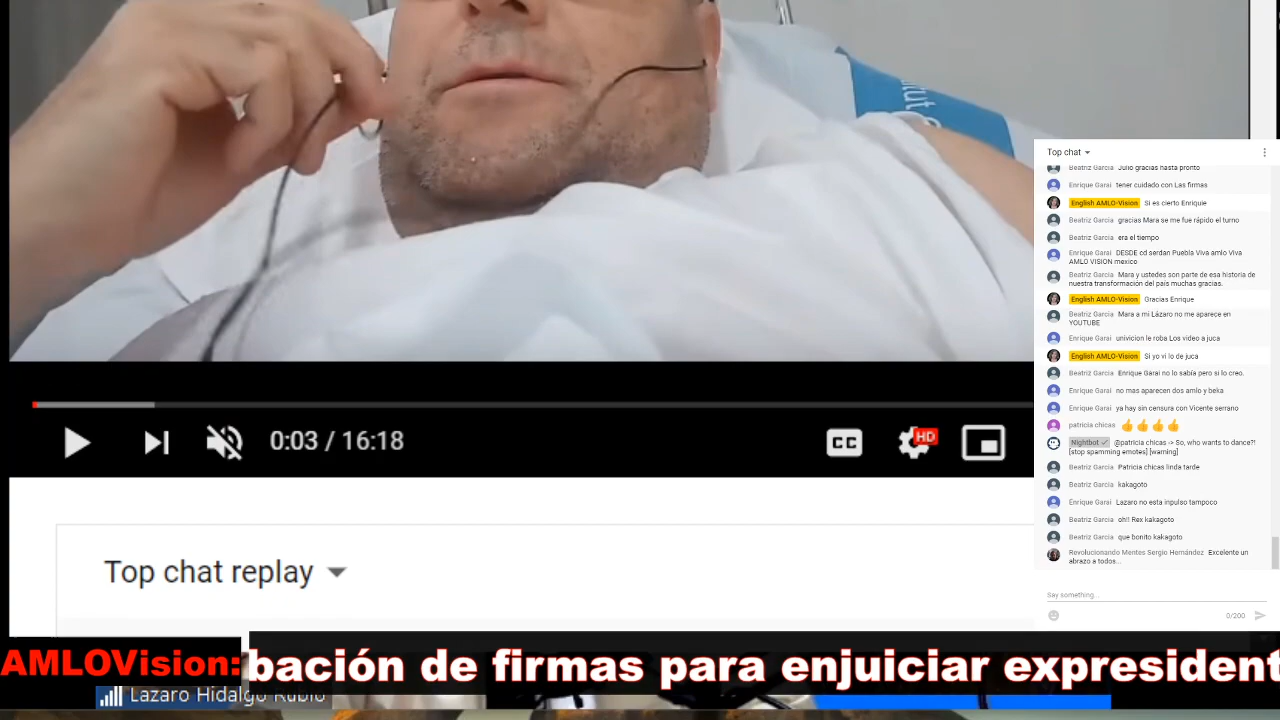 Top chat
Beatriz Garcia Julio gracias hasta pronto
Enrique Garai tener cuidado con Las firmas
English AMLO-Vision Si es cierto Enriquie
Beatriz Garcia gracias Mara se me fue rápido el turno
Beatriz Garcia era el tiempo
Enrique Garai DESDE cd serdan Puebla Viva amlo Viva
AMLO VISION mexico
Beatriz Garcia Mara y ustedes son parte de esa historia de
nuestra transformación del país muchas gracias.
English AMLO-Vision Gracias Enrique
Beatriz Garcia Mara a mi Lázaro no me aparece en
YOUTUBE
Enrique Garai univicion le roba Los video a juca
English AMLO-Vision Si yo vi lo de juca
Beatriz Garcia Enrique Garai no lo sabía pero si lo creo.
Enrique Garai no mas aparecen dos amlo y beka
Enrique Garai ya hay sin censura con Vicente serrano
patricia chicas 👍👍👍👍
Nightbot @patricia chicas -> So, who wants to dance?!
[stop spamming emotes] [warning]
Beatriz Garcia Patricia chicas linda tarde
Beatriz Garcia kakagoto
Enrique Garai Lazaro no esta inpulso tampoco
Beatriz Garcia oh!! Rex kakagoto
Beatriz Garcia que bonito kakagoto
Revolucionando Mentes Sergio Hernández Excelente un
abrazo a todos...
Say something...
0/200
0:03 / 16:18
CC
HD
Top chat replay
AMLOVision: bación de firmas para enjuiciar expresident
Lazaro Hidalgo Rubio